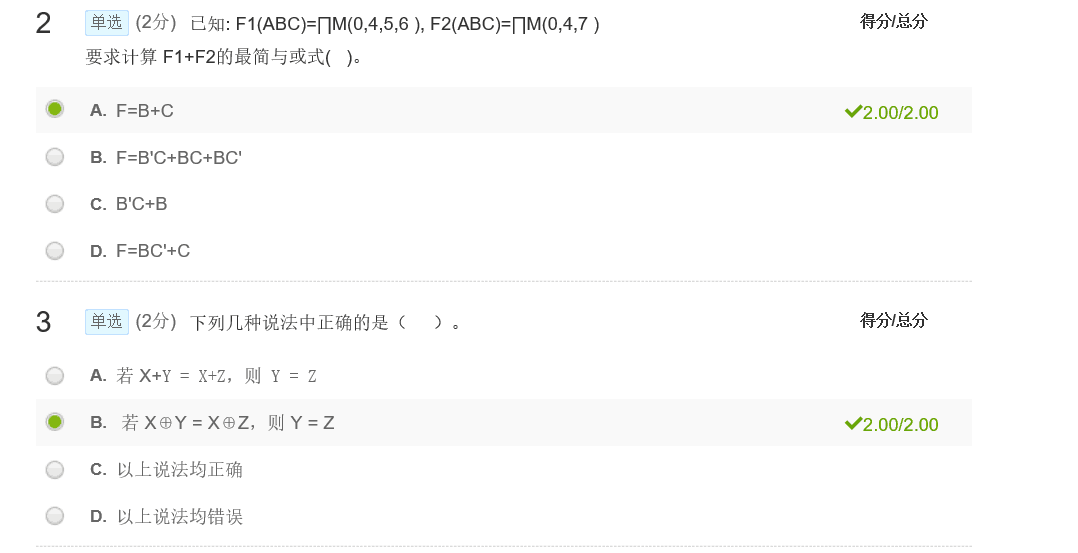 2 单选 (2分) 已知: F1(ABC)=∏M(0,4,5,6 ), F2(ABC)=∏M(0,4,7 ) 得分/总分
要求计算 F1+F2的最简与或式( )。
A. F=B+C 2.00/2.00
B. F=B'C+BC+BC'
C. B'C+B
D. F=BC'+C
3 单选 (2分) 下列几种说法中正确的是（ ）。 得分/总分
A. 若 X+Y = X+Z，则 Y = Z
B. 若 X⊕Y = X⊕Z，则 Y = Z 2.00/2.00
C. 以上说法均正确
D. 以上说法均错误